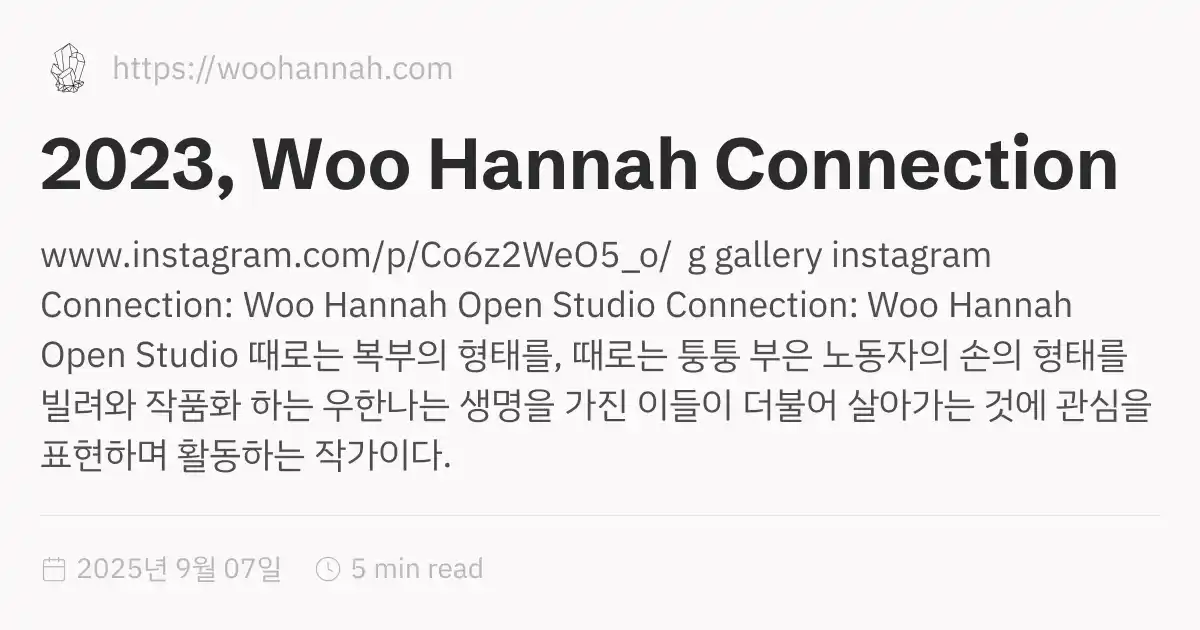 https://woohannah.com
2023, Woo Hannah Connection
www.instagram.com/p/Co6z2WeO5_o/ g gallery instagram
Connection: Woo Hannah Open Studio Connection: Woo Hannah
Open Studio 때로는 복부의 형태를, 때로는 퉁퉁 부은 노동자의 손의 형태를
빌려와 작품화 하는 우한나는 생명을 가진 이들이 더불어 살아가는 것에 관심을
표현하며 활동하는 작가이다.
2025년 9월 07일 5 min read